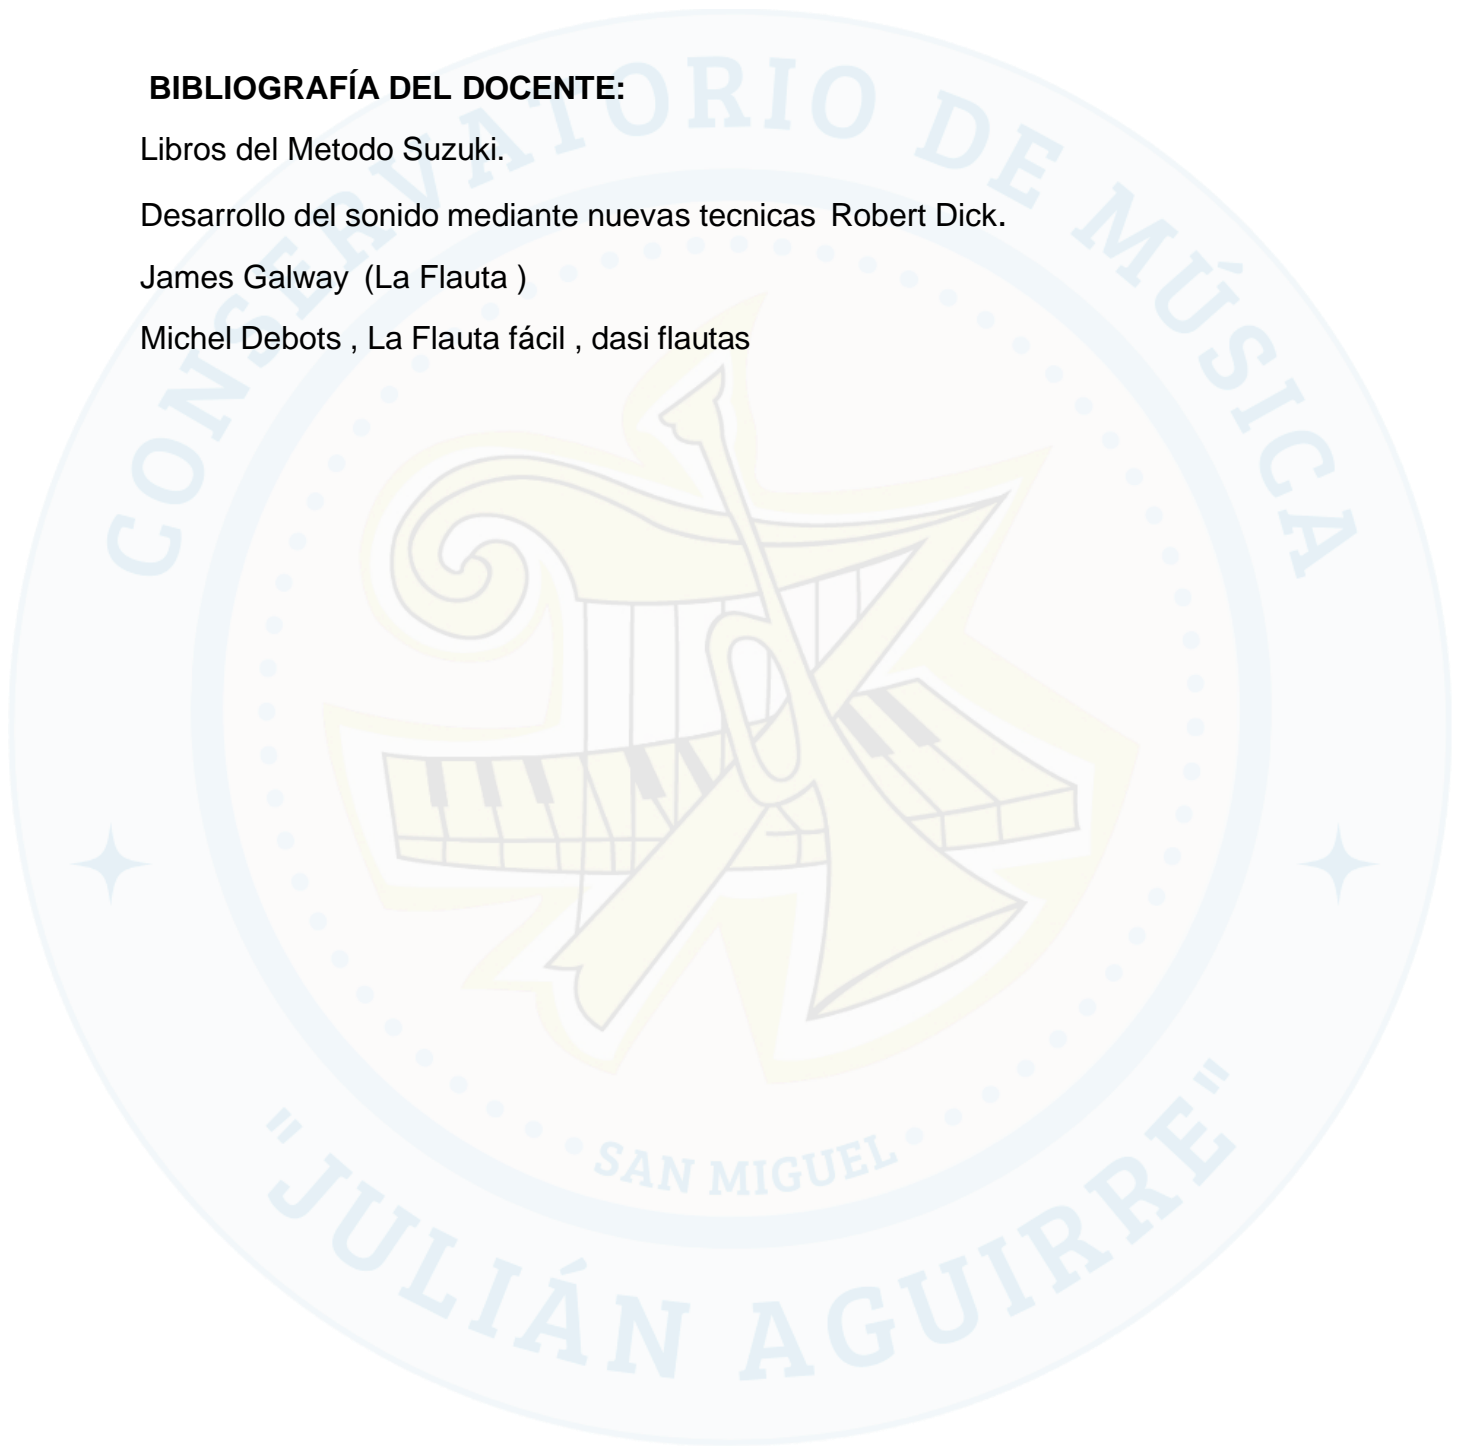 BIBLIOGRAFÍA DEL DOCENTE:
Libros del Metodo Suzuki.
Desarrollo del sonido mediante nuevas tecnicas Robert Dick.
James Galway (La Flauta )
Michel Debots , La Flauta fácil , dasi flautas
CONSERVATORIO DE MÚSICA
SAN MIGUEL
"JULIÁN AGUIRRE"